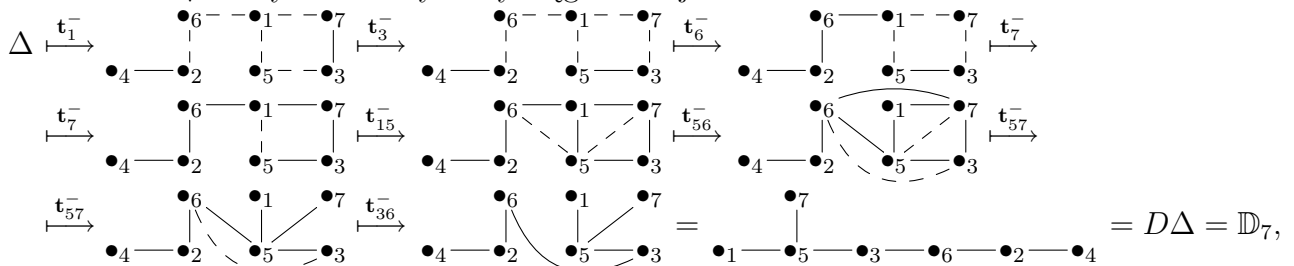 Δ t₁⁻ 6 1 7 4 2 5 3 t₃⁻ 6 1 7 4 2 5 3 t₆⁻ 6 1 7 4 2 5 3 t₇⁻
t₇⁻ 6 1 7 4 2 5 3 t₁₅⁻ 6 1 7 4 2 5 3 t₅₆⁻ 6 1 7 4 2 5 3 t₅₇⁻
t₅₇⁻ 6 1 7 4 2 5 3 t₃₆⁻ 6 1 7 4 2 5 3 = 7 1 5 3 6 2 4 = DΔ = 𝔻₇,